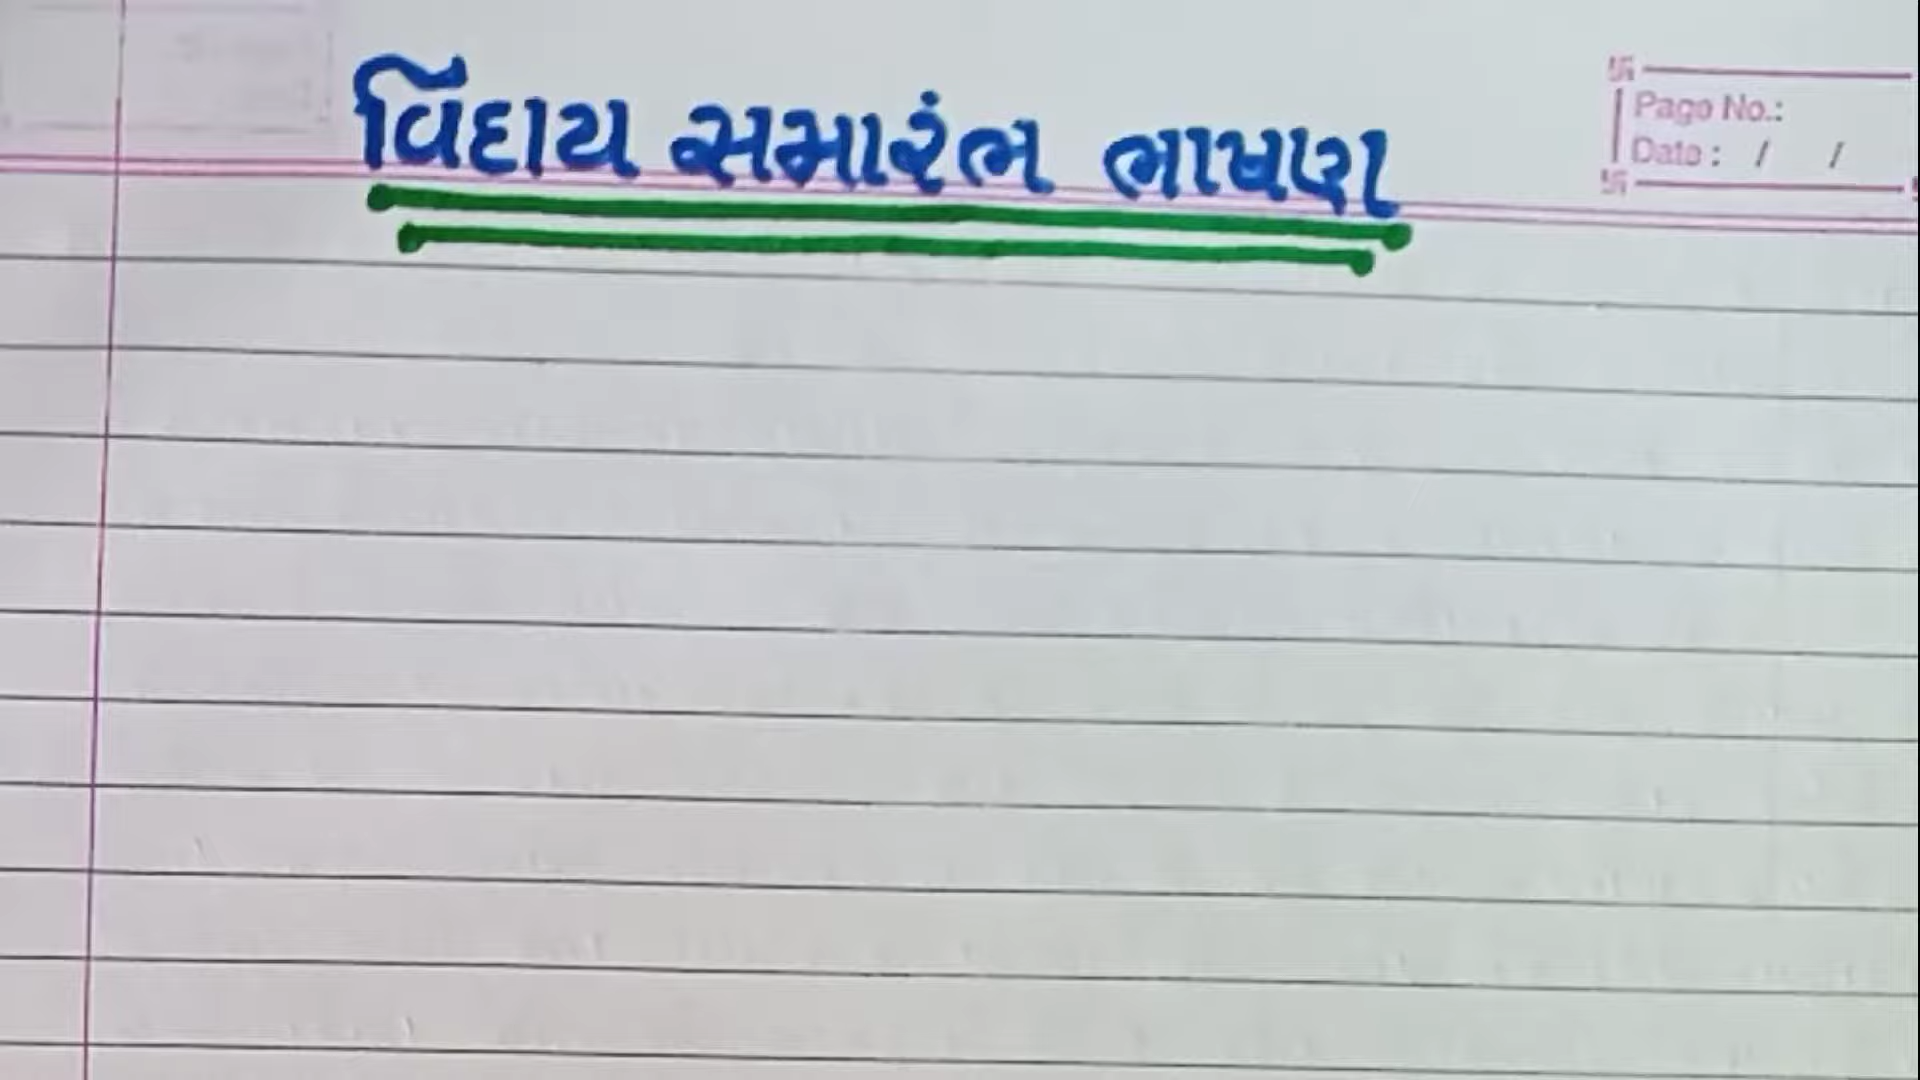 વિદાય સમારંભ ભાષણ
Page No.:
Date : / /